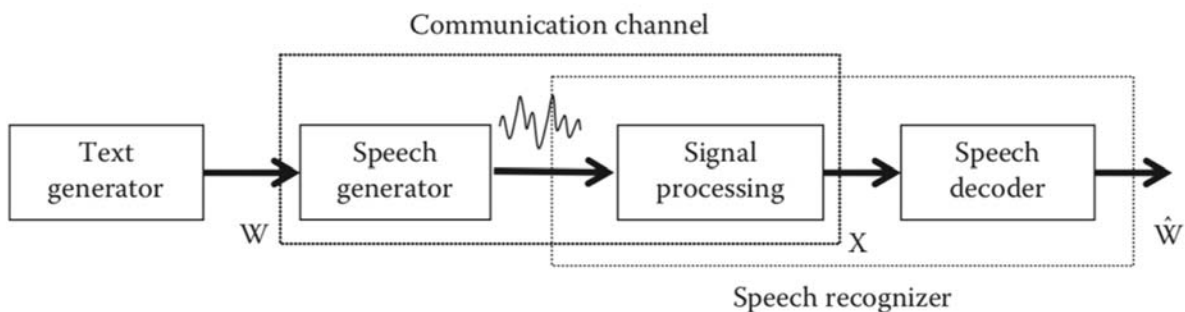 Communication channel
Text
generator
Speech
generator
Signal
processing
Speech
decoder
W
X
Ŵ
Speech recognizer